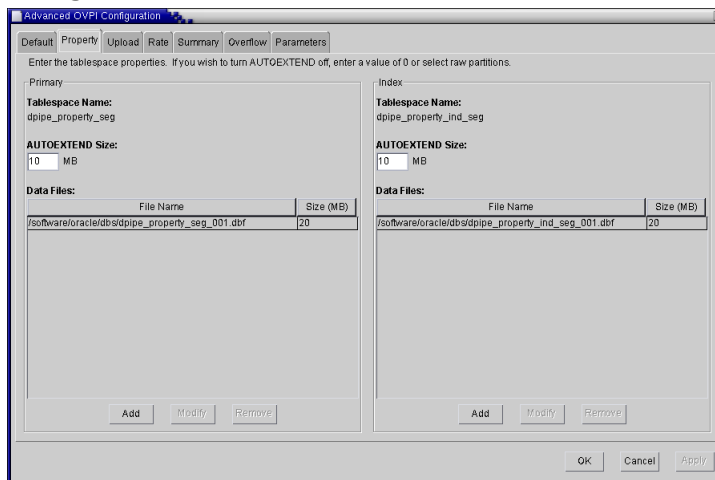 Advanced OVPI Configuration
Default Property Upload Rate Summary Overflow Parameters
Enter the tablespace properties. If you wish to turn AUTOEXTEND off, enter a value of 0 or select raw partitions.
Primary
Tablespace Name:
dpipe_property_seg
AUTOEXTEND Size:
10 MB
Data Files:
File Name Size (MB)
/software/oracle/dbs/dpipe_property_seg_001.dbf 20
Add Modify Remove
Index
Tablespace Name:
dpipe_property_ind_seg
AUTOEXTEND Size:
10 MB
Data Files:
File Name Size (MB)
/software/oracle/dbs/dpipe_property_ind_seg_001.dbf 20
Add Modify Remove
OK Cancel Apply